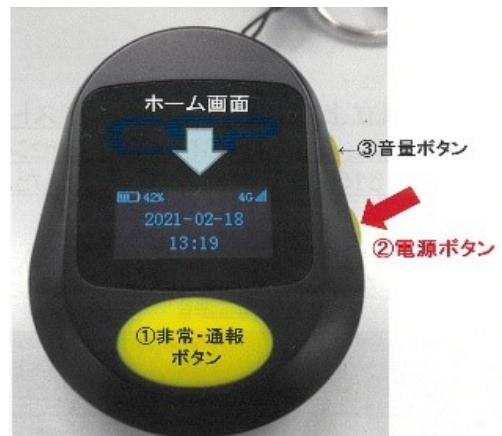 ホーム画面
CSP
42% 4G
2021-02-18
13:19
①非常・通報
ボタン
←③音量ボタン
②電源ボタン